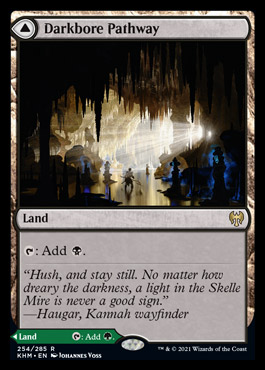 Darkbore Pathway
Land
: Add .
“Hush, and stay still. No matter how
dreary the darkness, a light in the Skelle
Mire is never a good sign.”
—Haugar, Kannah wayfinder
Land : Add .
254/285 R
KHM • EN Johannes Voss
™ & © 2021 Wizards of the Coast